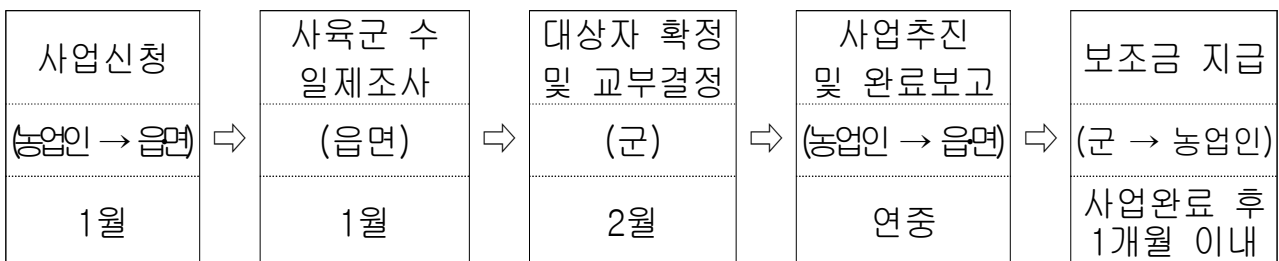 사업신청
(농업인 → 읍·면)
1월
⇨
사육군 수
일제조사
(읍면)
1월
⇨
대상자 확정
및 교부결정
(군)
2월
⇨
사업추진
및 완료보고
(농업인 → 읍·면)
연중
⇨
보조금 지급
(군 → 농업인)
사업완료 후
1개월 이내